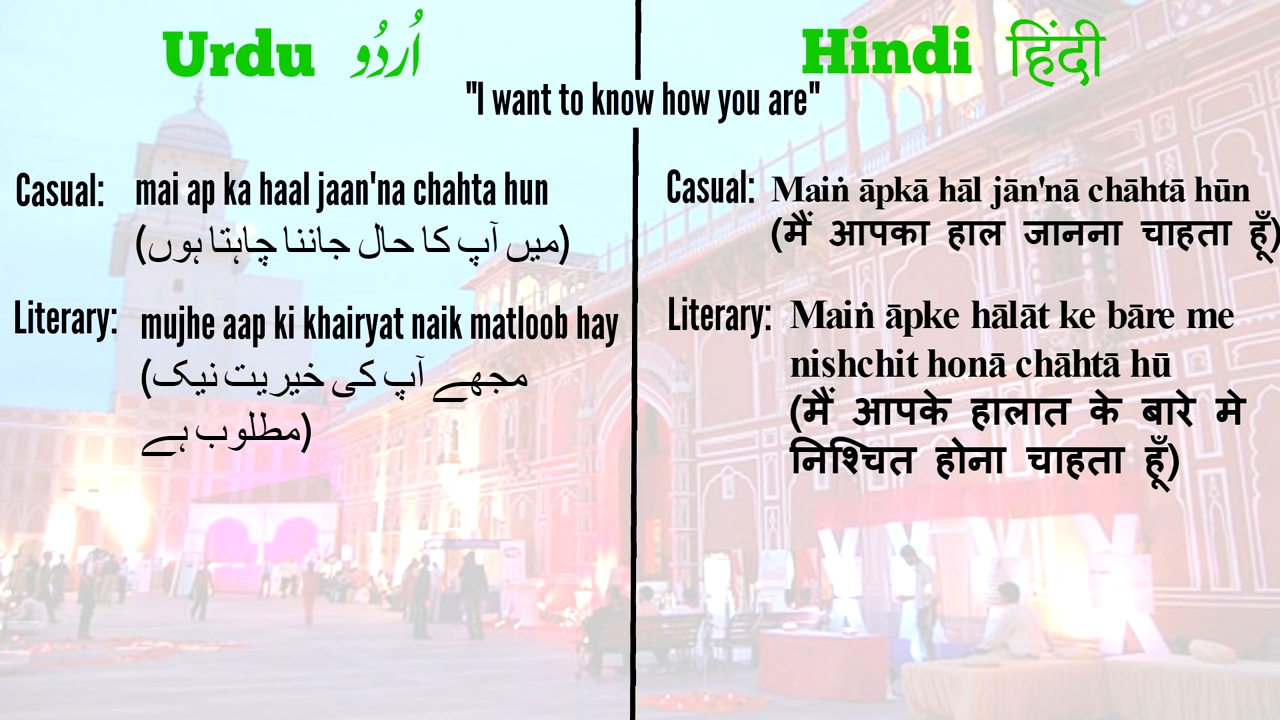 Urdu اُردُو
Hindi हिंदी
"I want to know how you are"
Casual: mai ap ka haal jaan'na chahta hun
(میں آپ کا حال جاننا چاہتا ہوں)
Literary: mujhe aap ki khairyat naik matloob hay
(مجھے آپ کی خیریت نیک
مطلوب ہے)
Casual: Maiṅ āpkā hāl jān'nā chāhtā hūn
(मैं आपका हाल जानना चाहता हूँ)
Literary: Maiṅ āpke hālāt ke bāre me
nishchit honā chāhtā hū
(मैं आपके हालात के बारे मे
निश्चित होना चाहता हूँ)